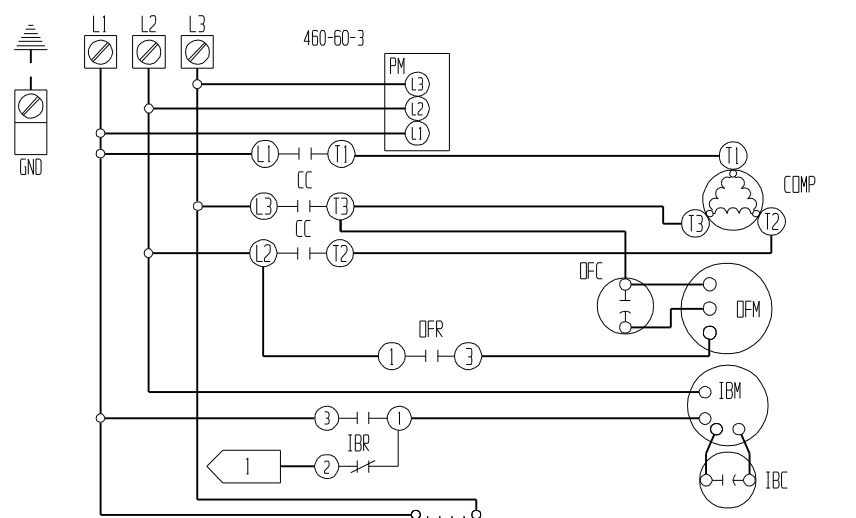 L1 L2 L3
460-60-3
PM
L3
L2
L1
GND
L1 T1 T1
CC
COMP
L3 T3
T3 T2
CC
L2 T2
OFC
OFM
OFR
1 3
IBM
3 1
IBR
1 2
IBC